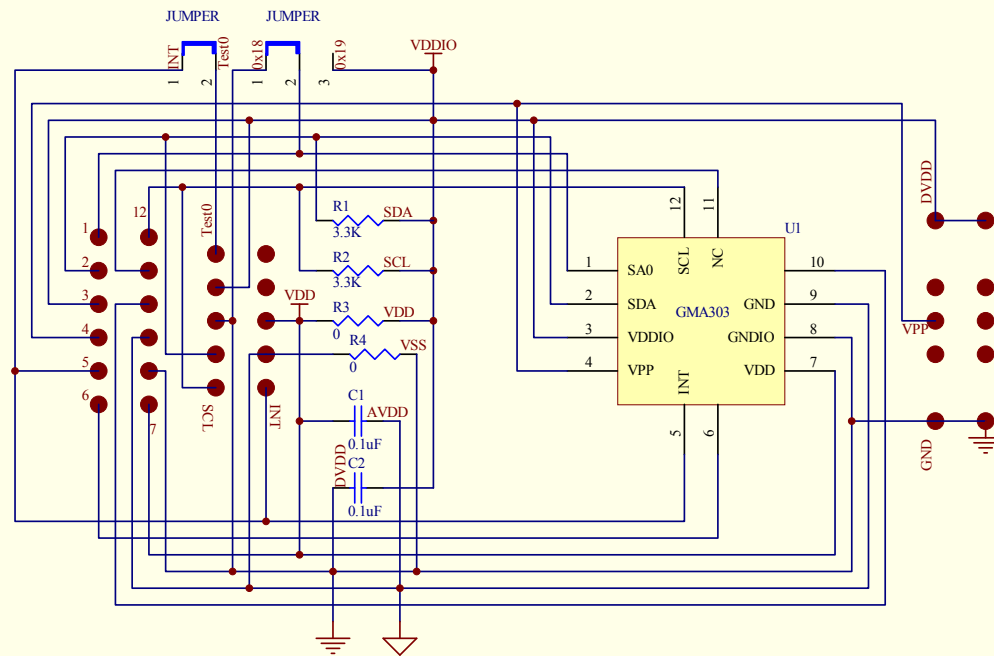 JUMPER JUMPER
INT Test0 0x18 0x19 VDDIO
1 2 1 2 3
DVDD
12 11
1 12 Test0 R1 SDA
3.3K
SCL NC U1
2 R2 SCL 1 SA0 10
3.3K
3 VDD R3 VDD 2 SDA GMA303 GND 9
0
4 R4 VSS 3 VDDIO GNDIO 8 VPP
0
5 4 VPP INT VDD 7
6 7 SCL INT C1 AVDD
0.1uF
5 6 GND
DVDD C2
0.1uF